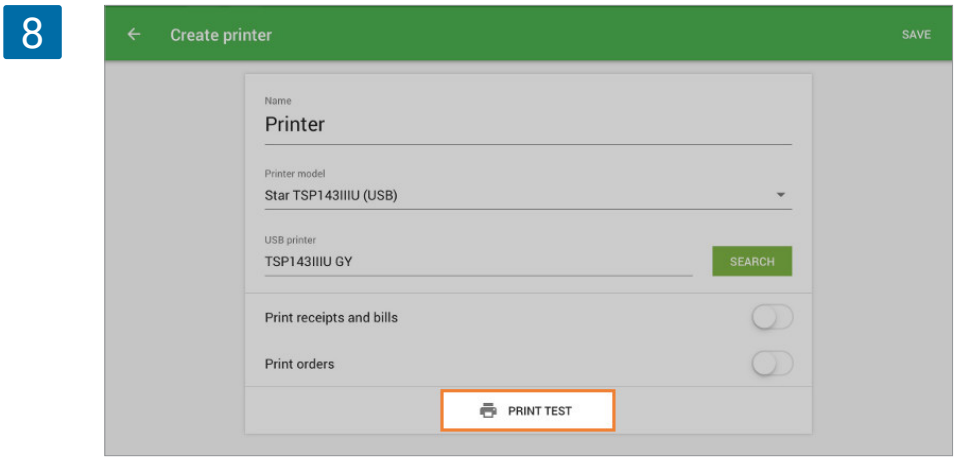 8
Create printer
SAVE
Name
Printer
Printer model
Star TSP143IIIU (USB)
USB printer
TSP143IIIU GY
SEARCH
Print receipts and bills
Print orders
PRINT TEST